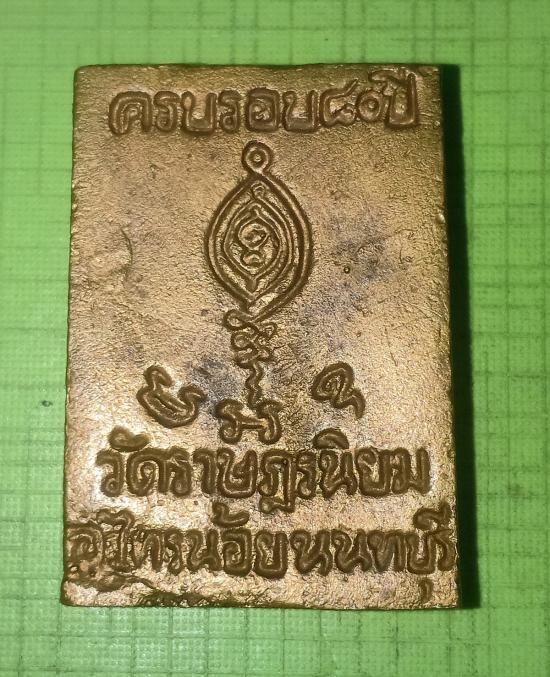 ครบรอบ๘๐ปี
วัดราษฎรนิยม
อ.ไทรน้อยนนทบุรี